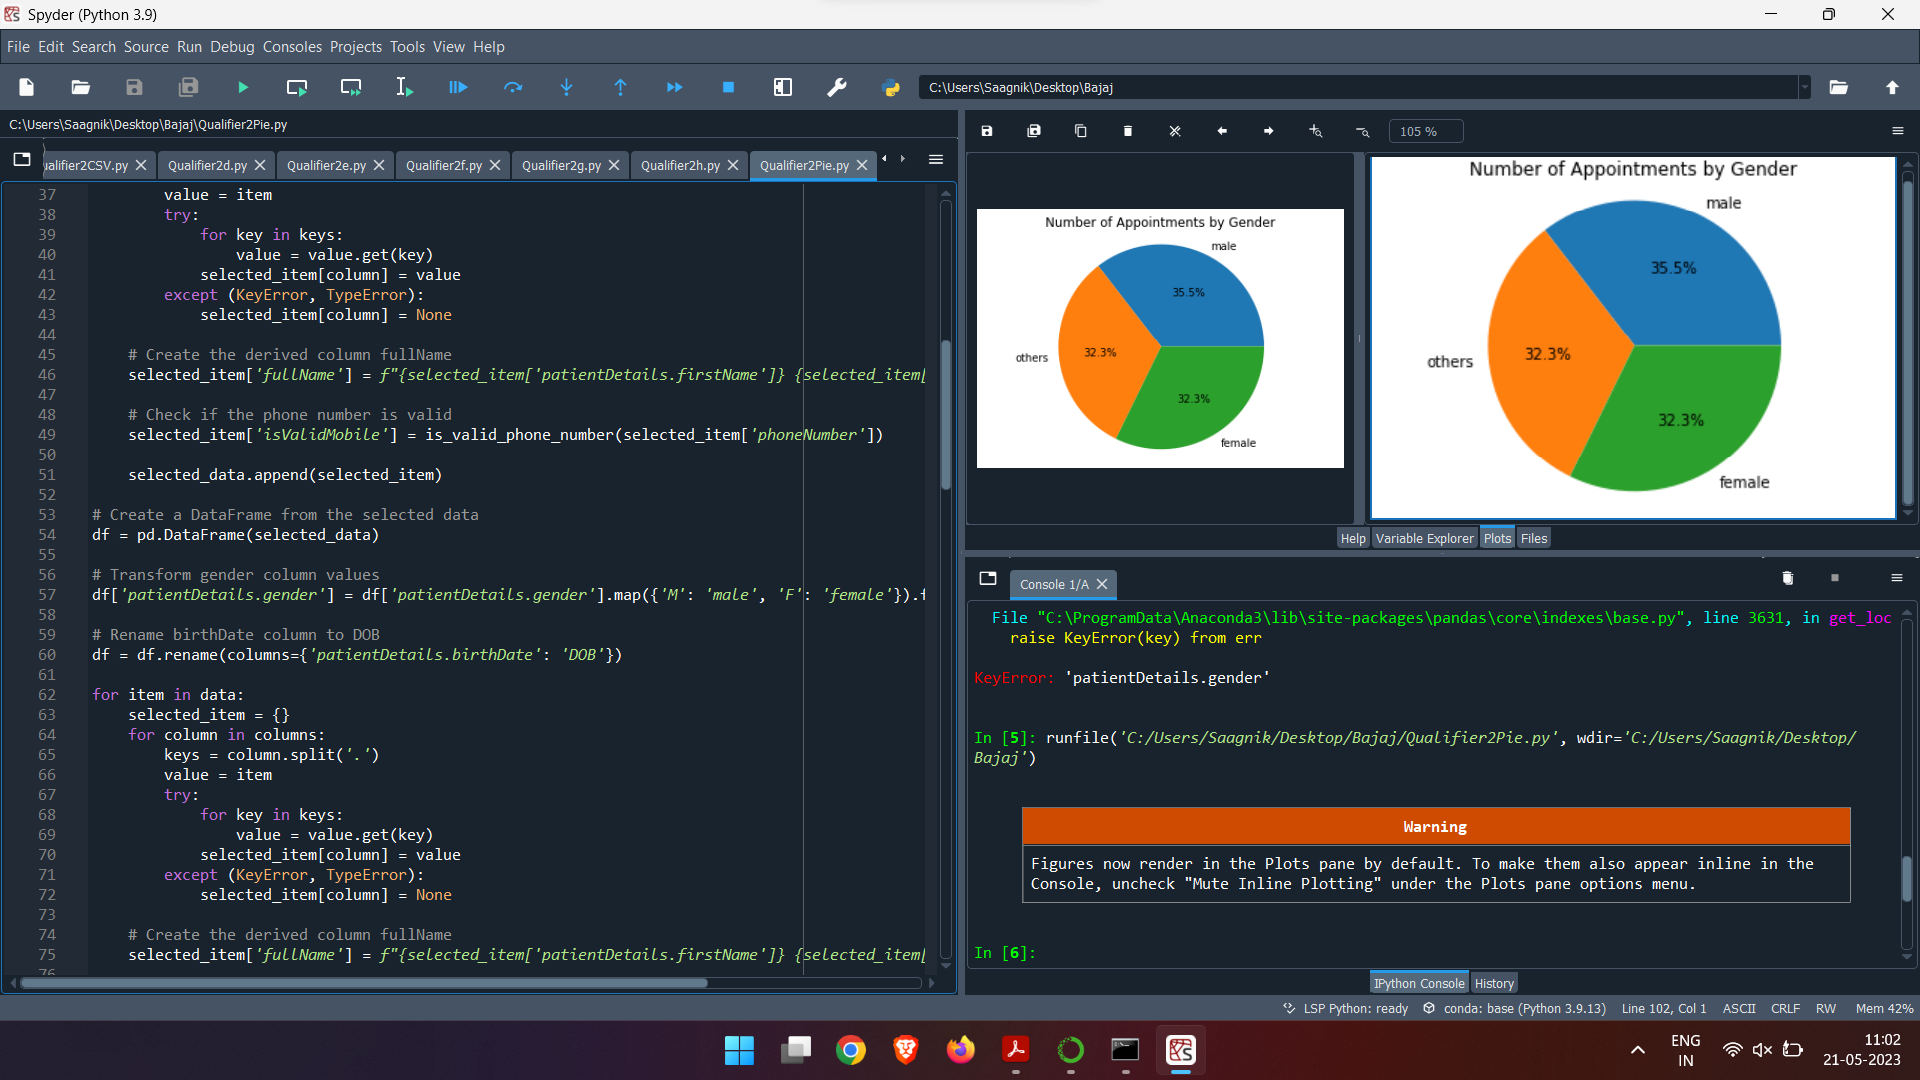 Spyder (Python 3.9)
File Edit Search Source Run Debug Consoles Projects Tools View Help
C:\Users\Saagnik\Desktop\Bajaj
C:\Users\Saagnik\Desktop\Bajaj\Qualifier2Pie.py
ualifier2CSV.py Qualifier2d.py Qualifier2e.py Qualifier2f.py Qualifier2g.py Qualifier2h.py Qualifier2Pie.py
37 value = item
38 try:
39 for key in keys:
40 value = value.get(key)
41 selected_item[column] = value
42 except (KeyError, TypeError):
43 selected_item[column] = None
44
45 # Create the derived column fullName
46 selected_item['fullName'] = f"{selected_item['patientDetails.firstName']} {selected_item[
47
48 # Check if the phone number is valid
49 selected_item['isValidMobile'] = is_valid_phone_number(selected_item['phoneNumber'])
50
51 selected_data.append(selected_item)
52
53 # Create a DataFrame from the selected data
54 df = pd.DataFrame(selected_data)
55
56 # Transform gender column values
57 df['patientDetails.gender'] = df['patientDetails.gender'].map({'M': 'male', 'F': 'female'}).f
58
59 # Rename birthDate column to DOB
60 df = df.rename(columns={'patientDetails.birthDate': 'DOB'})
61
62 for item in data:
63 selected_item = {}
64 for column in columns:
65 keys = column.split('.')
66 value = item
67 try:
68 for key in keys:
69 value = value.get(key)
70 selected_item[column] = value
71 except (KeyError, TypeError):
72 selected_item[column] = None
73
74 # Create the derived column fullName
75 selected_item['fullName'] = f"{selected_item['patientDetails.firstName']} {selected_item[
76
105 %
Number of Appointments by Gender
male
35.5%
others
32.3%
32.3%
female
Number of Appointments by Gender
male
35.5%
others
32.3%
32.3%
female
Help Variable Explorer Plots Files
Console 1/A
File "C:\ProgramData\Anaconda3\lib\site-packages\pandas\core\indexes\base.py", line 3631, in get_loc
raise KeyError(key) from err
KeyError: 'patientDetails.gender'
In [5]: runfile('C:/Users/Saagnik/Desktop/Bajaj/Qualifier2Pie.py', wdir='C:/Users/Saagnik/Desktop/
Bajaj')
Warning
Figures now render in the Plots pane by default. To make them also appear inline in the
Console, uncheck "Mute Inline Plotting" under the Plots pane options menu.
In [6]:
IPython Console History
LSP Python: ready conda: base (Python 3.9.13) Line 102, Col 1 ASCII CRLF RW Mem 42%
ENG
IN
11:02
21-05-2023